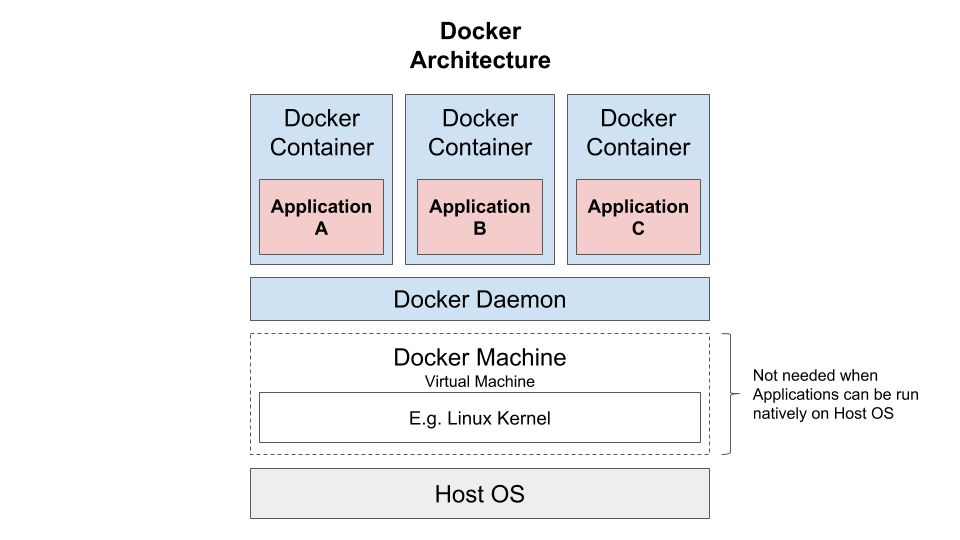 Docker
Architecture
Docker
Container
Docker
Container
Docker
Container
Application
A
Application
B
Application
C
Docker Daemon
Docker Machine
Virtual Machine
E.g. Linux Kernel
Not needed when
Applications can be run
natively on Host OS
Host OS